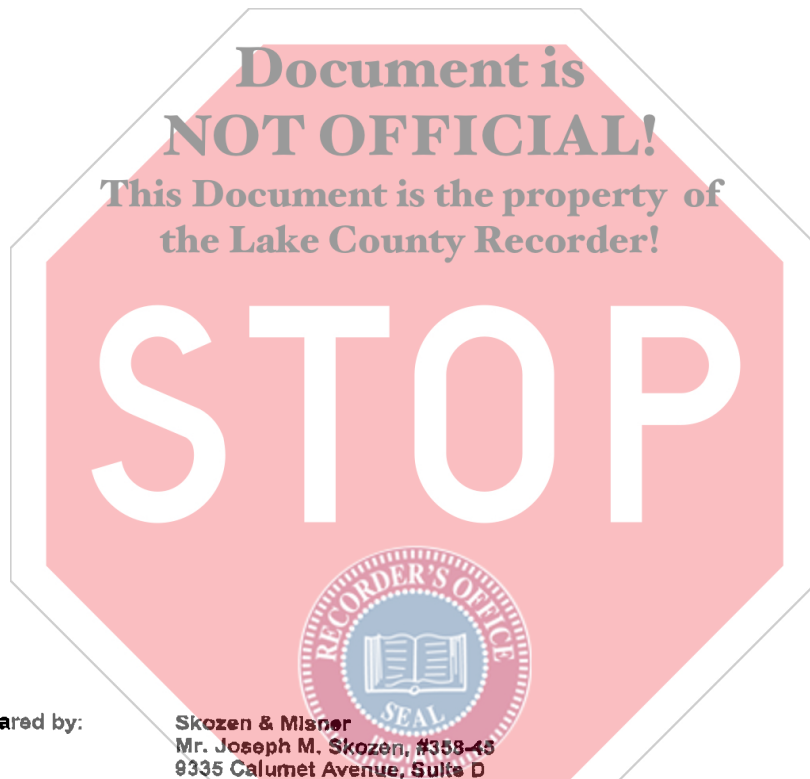 Document is
NOT OFFICIAL!
This Document is the property of
the Lake County Recorder!
STOP
RECORDER'S OFFICE
SEAL
ared by:
Skozen & Misner
Mr. Joseph M. Skozen, #358-45
9335 Calumet Avenue, Suite D